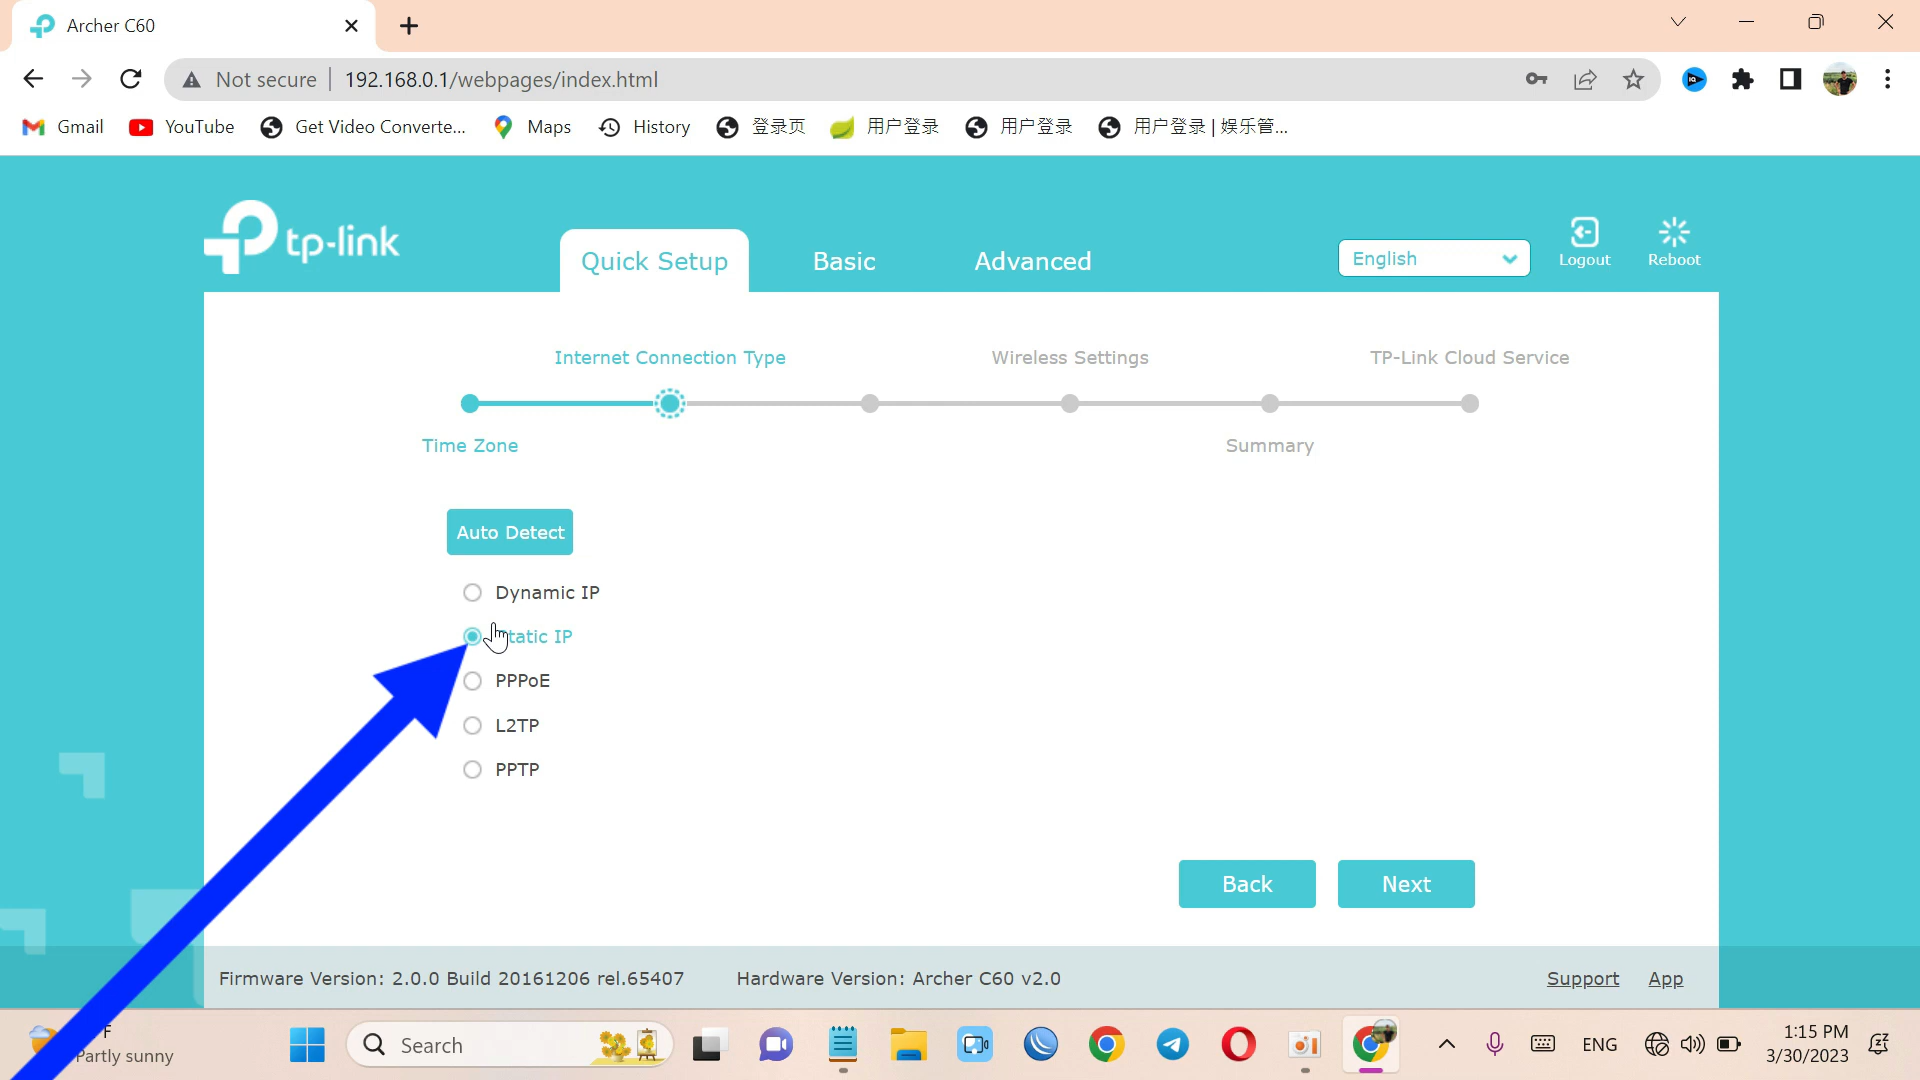 Archer C60
Not secure 192.168.0.1/webpages/index.html
Gmail YouTube Get Video Converte... Maps History 登录页 用户登录 用户登录 用户登录 | 娱乐管...
tp-link
Quick Setup Basic Advanced English Logout Reboot
Internet Connection Type Wireless Settings TP-Link Cloud Service
Time Zone Summary
Auto Detect
Dynamic IP
tatic IP
PPPoE
L2TP
PPTP
Back Next
Firmware Version: 2.0.0 Build 20161206 rel.65407 Hardware Version: Archer C60 v2.0 Support App
F
Partly sunny
Search
ENG
1:15 PM
3/30/2023